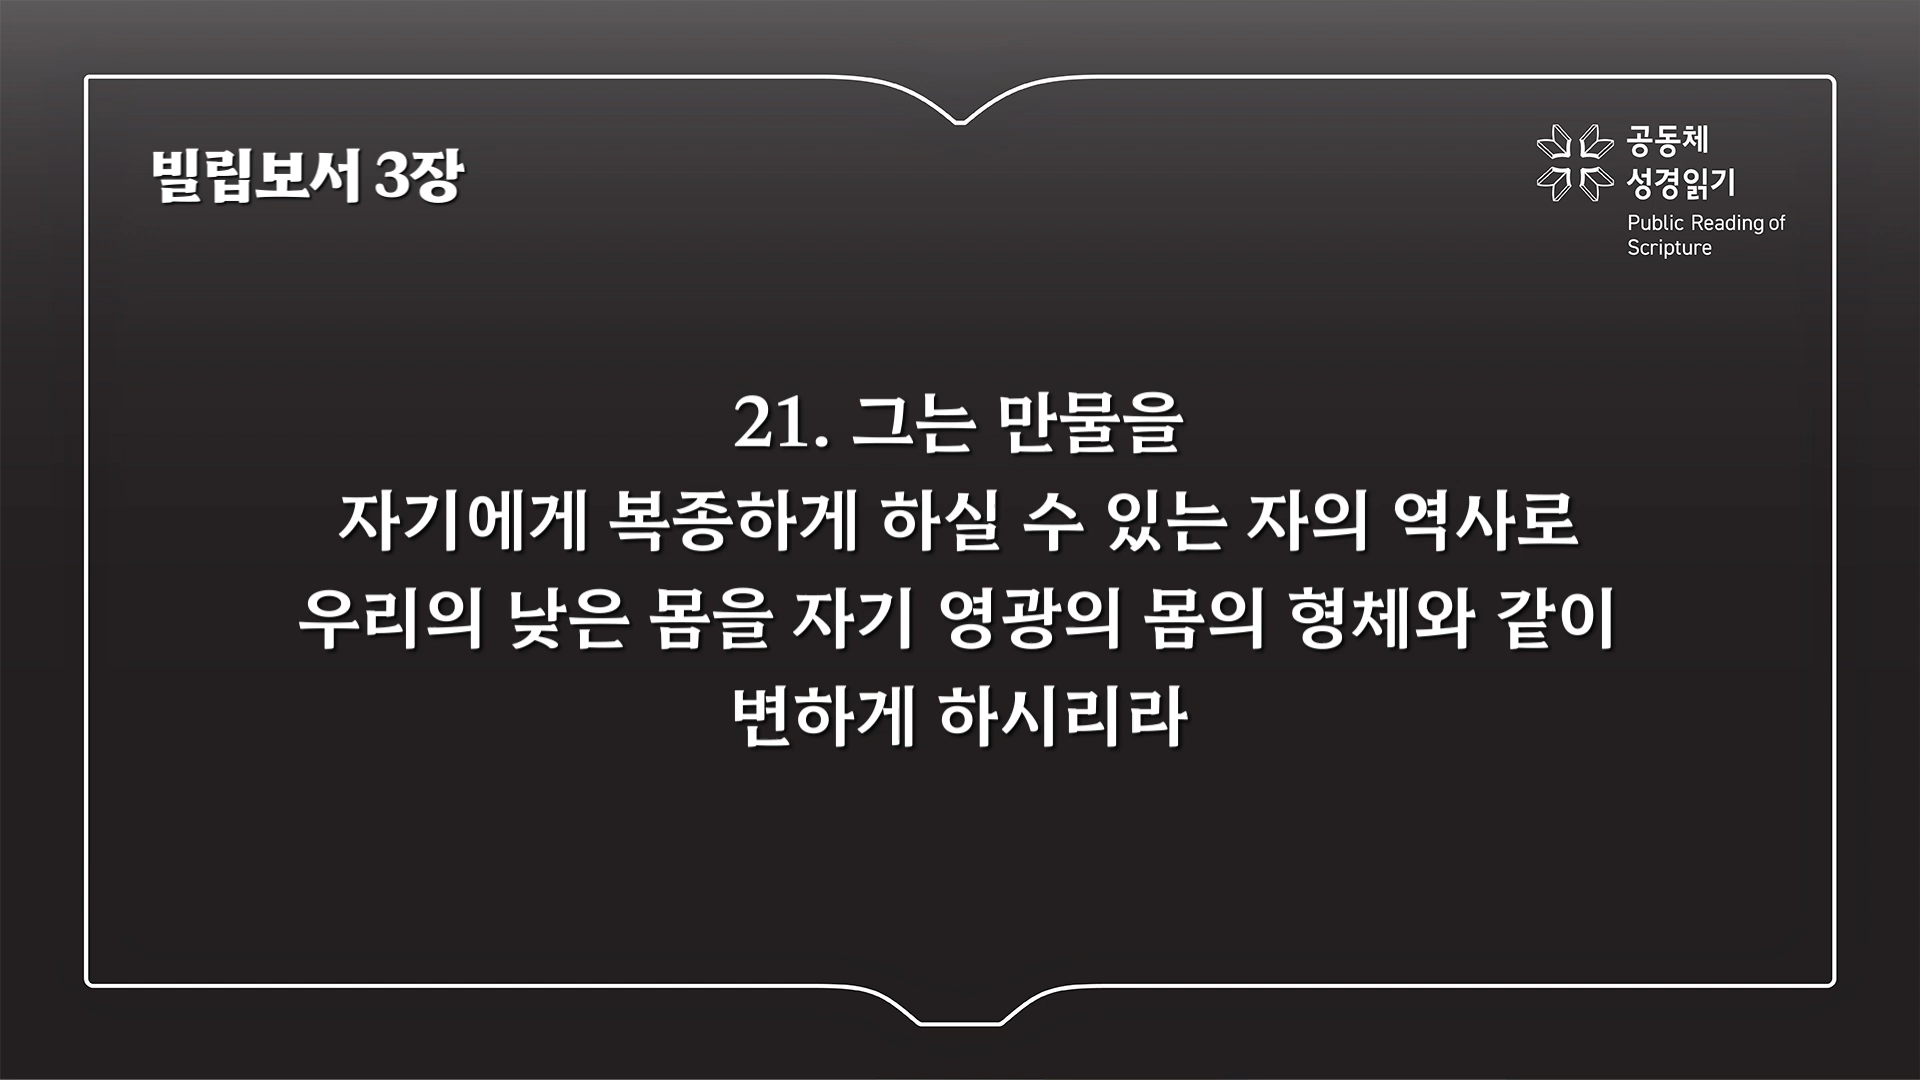 빌립보서 3장
공동체
성경읽기
Public Reading of
Scripture
21. 그는 만물을
자기에게 복종하게 하실 수 있는 자의 역사로
우리의 낮은 몸을 자기 영광의 몸의 형체와 같이
변하게 하시리라